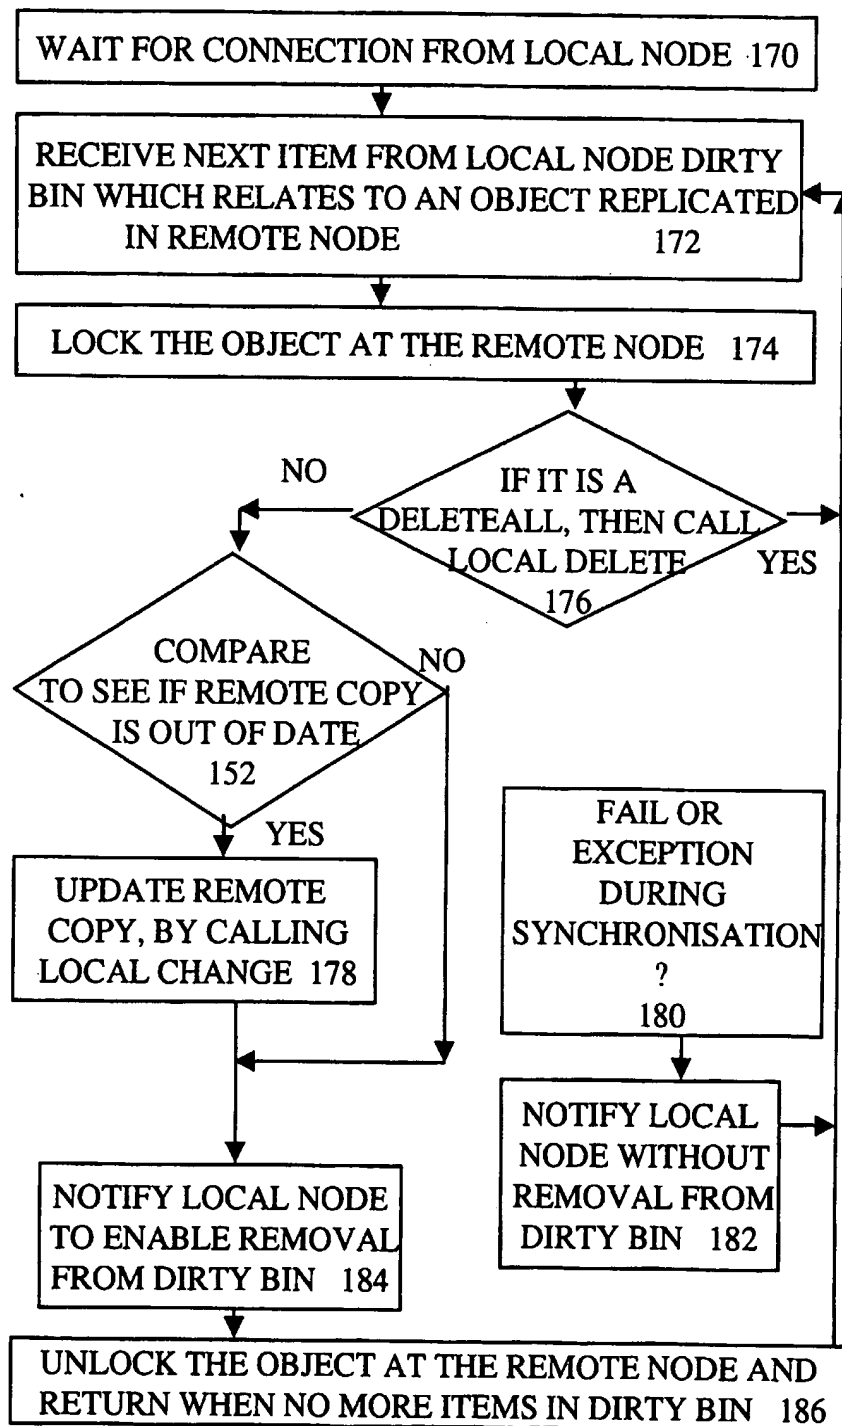 WAIT FOR CONNECTION FROM LOCAL NODE 170
RECEIVE NEXT ITEM FROM LOCAL NODE DIRTY
BIN WHICH RELATES TO AN OBJECT REPLICATED
IN REMOTE NODE 172
LOCK THE OBJECT AT THE REMOTE NODE 174
NO
IF IT IS A
DELETEALL, THEN CALL
LOCAL DELETE
YES
176
COMPARE
TO SEE IF REMOTE COPY
IS OUT OF DATE
152
NO
YES
UPDATE REMOTE
COPY, BY CALLING
LOCAL CHANGE 178
FAIL OR
EXCEPTION
DURING
SYNCHRONISATION
?
180
NOTIFY LOCAL
NODE WITHOUT
REMOVAL FROM
DIRTY BIN 182
NOTIFY LOCAL NODE
TO ENABLE REMOVAL
FROM DIRTY BIN 184
UNLOCK THE OBJECT AT THE REMOTE NODE AND
RETURN WHEN NO MORE ITEMS IN DIRTY BIN 186